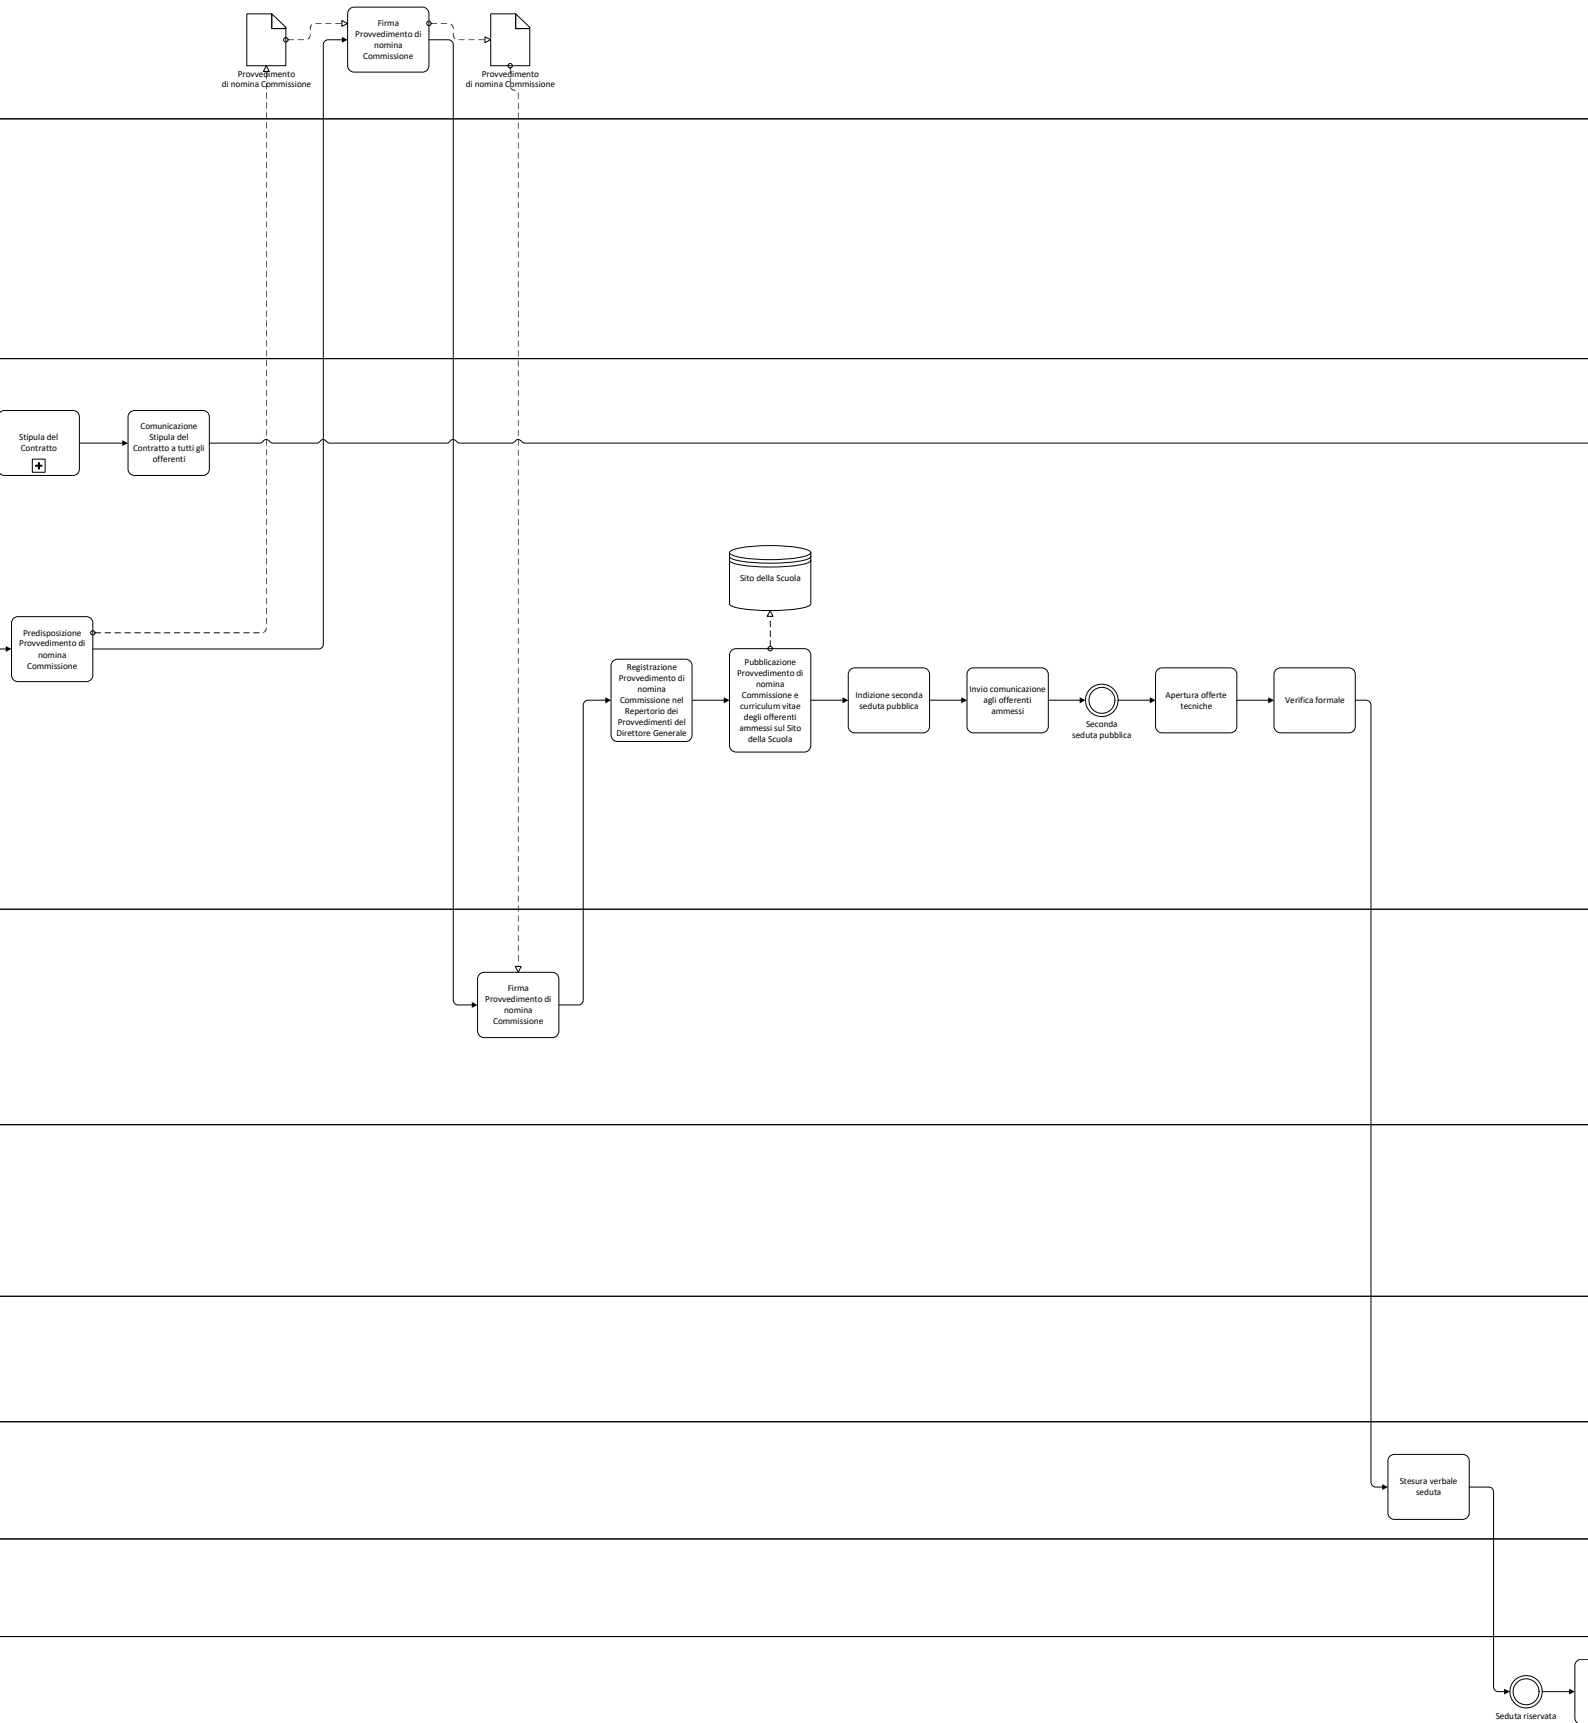 Firma
Provvedimento di
nomina
Commissione
Provvedimento
di nomina Commissione
Provvedimento
di nomina Commissione
Stipula del
Contratto
Comunicazione
Stipula del
Contratto a tutti gli
offerenti
Sito della Scuola
Predisposizione
Provvedimento di
nomina
Commissione
Registrazione
Provvedimento di
nomina
Commissione nel
Repertorio dei
Provvedimenti del
Direttore Generale
Pubblicazione
Provvedimento di
nomina
Commissione e
curriculum vitae
degli offerenti
ammessi sul Sito
della Scuola
Indizione seconda
seduta pubblica
Invio comunicazione
agli offerenti
ammessi
Seconda
seduta pubblica
Apertura offerte
tecniche
Verifica formale
Firma
Provvedimento di
nomina
Commissione
Stesura verbale
seduta
Seduta riservata